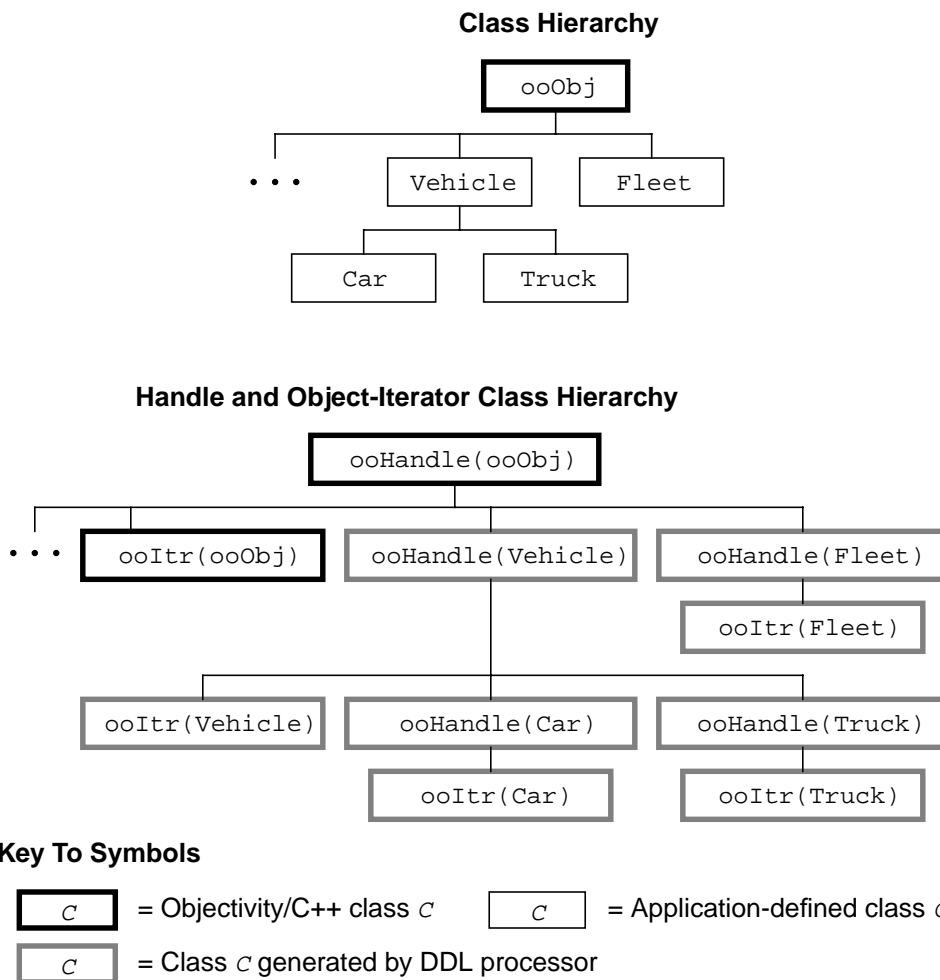 Class Hierarchy
ooObj
. . .
Vehicle
Fleet
Car
Truck
Handle and Object-Iterator Class Hierarchy
ooHandle(ooObj)
. . .
ooItr(ooObj)
ooHandle(Vehicle)
ooHandle(Fleet)
ooItr(Fleet)
ooItr(Vehicle)
ooHandle(Car)
ooHandle(Truck)
ooItr(Car)
ooItr(Truck)
Key To Symbols
C = Objectivity/C++ class C
C = Application-defined class C
C = Class C generated by DDL processor